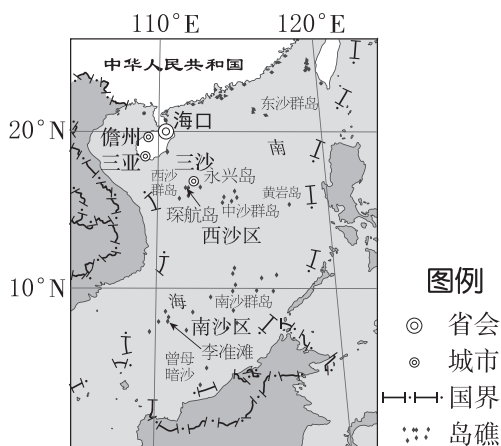 110°E 120°E
中华人民共和国
东沙群岛
20°N
海口
儋州
南
三亚
三沙
西沙
群岛
永兴岛
黄岩岛
琛航岛
中沙群岛
西沙区
10°N
海
南沙群岛
南沙区
李准滩
曾母
暗沙
图例
省会
城市
国界
岛礁